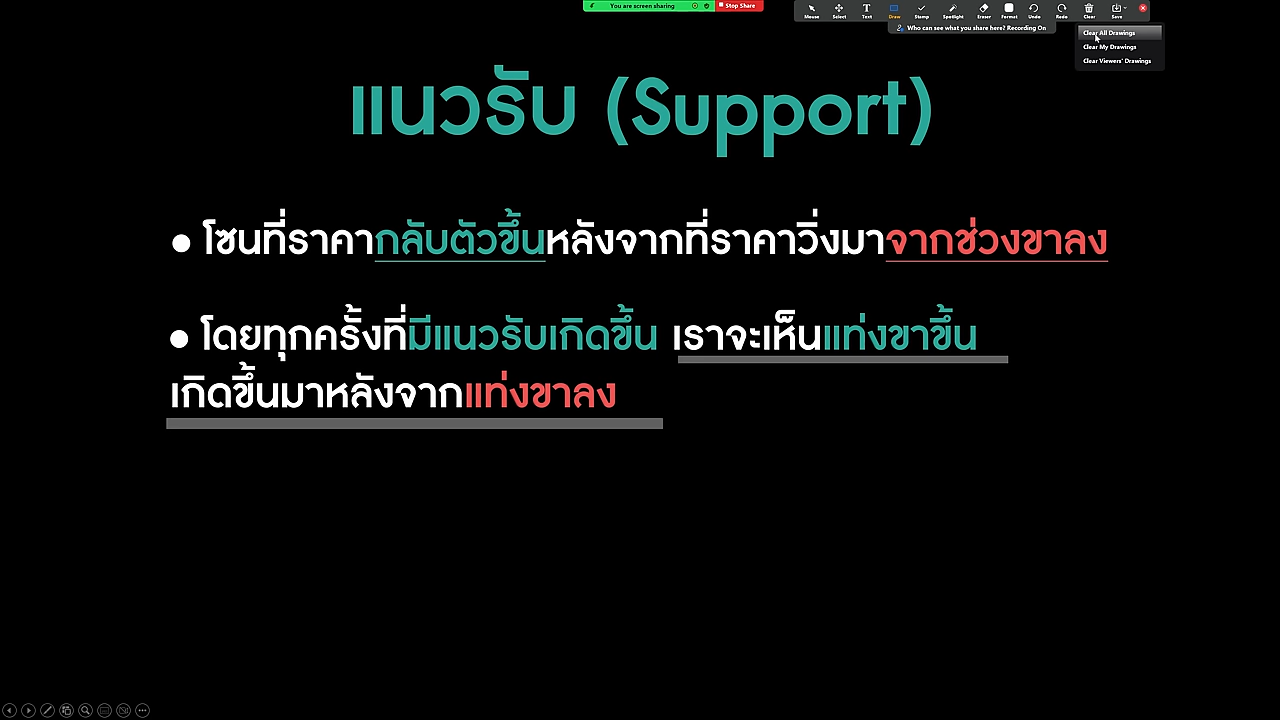 You are screen sharing
Stop Share
Mouse Select Text Draw Stamp Spotlight Eraser Format Undo Redo Clear Save
Who can see what you share here? Recording On
Clear All Drawings
Clear My Drawings
Clear Viewers' Drawings
แนวรับ (Support)
● โซนที่ราคากลับตัวขึ้นหลังจากที่ราคาวิ่งมาจากช่วงขาลง
● โดยทุกครั้งที่มีแนวรับเกิดขึ้น เราจะเห็นแท่งขาขึ้น
เกิดขึ้นมาหลังจากแท่งขาลง